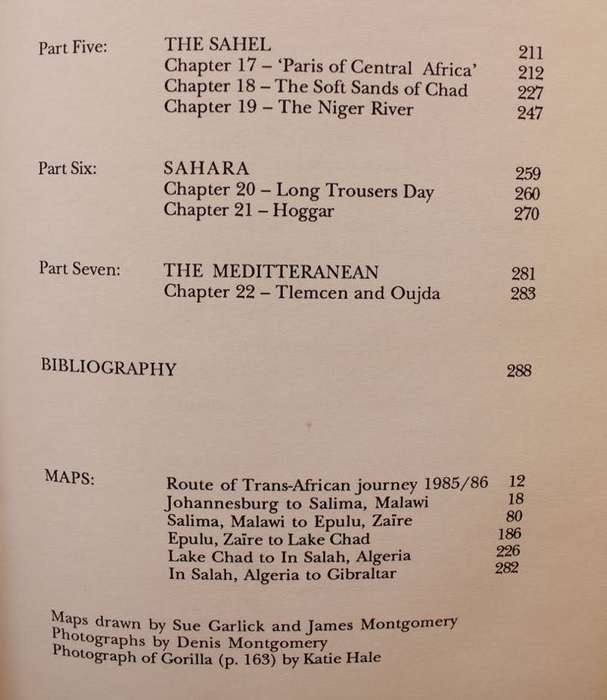 Part Five: THE SAHEL 211
Chapter 17 – 'Paris of Central Africa' 212
Chapter 18 – The Soft Sands of Chad 227
Chapter 19 – The Niger River 247
Part Six: SAHARA 259
Chapter 20 – Long Trousers Day 260
Chapter 21 – Hoggar 270
Part Seven: THE MEDITTERANEAN 281
Chapter 22 – Tlemcen and Oujda 283
BIBLIOGRAPHY 288
MAPS: Route of Trans-African journey 1985/86 12
Johannesburg to Salima, Malawi 18
Salima, Malawi to Epulu, Zaïre 80
Epulu, Zaïre to Lake Chad 186
Lake Chad to In Salah, Algeria 226
In Salah, Algeria to Gibraltar 282
Maps drawn by Sue Garlick and James Montgomery
Photographs by Denis Montgomery
Photograph of Gorilla (p. 163) by Katie Hale